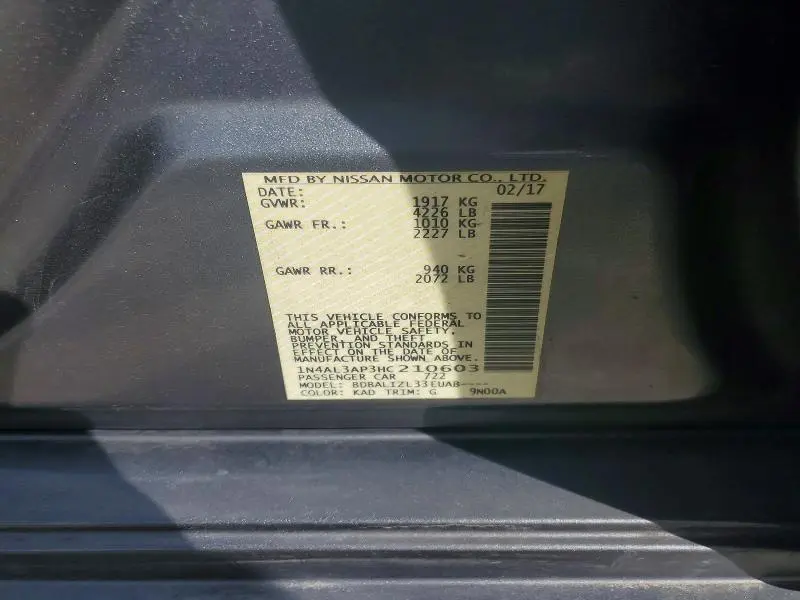 MFD BY NISSAN MOTOR CO., LTD.
DATE: 02/17
GVWR: 1917 KG
4226 LB
GAWR FR.: 1010 KG
2227 LB
GAWR RR.: 940 KG
2072 LB
THIS VEHICLE CONFORMS TO
ALL APPLICABLE FEDERAL
MOTOR VEHICLE SAFETY,
BUMPER, AND THEFT
PREVENTION STANDARDS IN
EFFECT ON THE DATE OF
MANUFACTURE SHOWN ABOVE.
1N4AL3AP3HC210603
PASSENGER CAR 722
MODEL: BDBALIZL33EUAB----
COLOR: KAD TRIM: G 9N00A